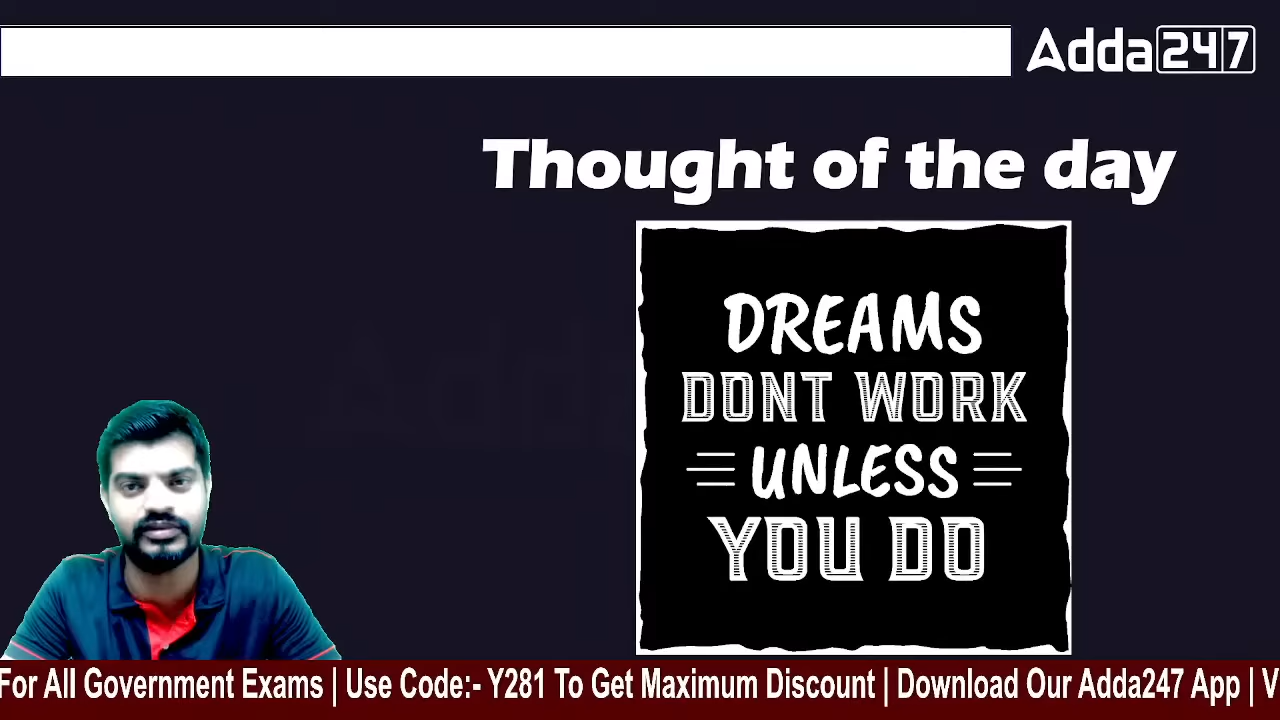 Adda247
Thought of the day
DREAMS
DONT WORK
UNLESS
YOU DO
For All Government Exams | Use Code:- Y281 To Get Maximum Discount | Download Our Adda247 App |